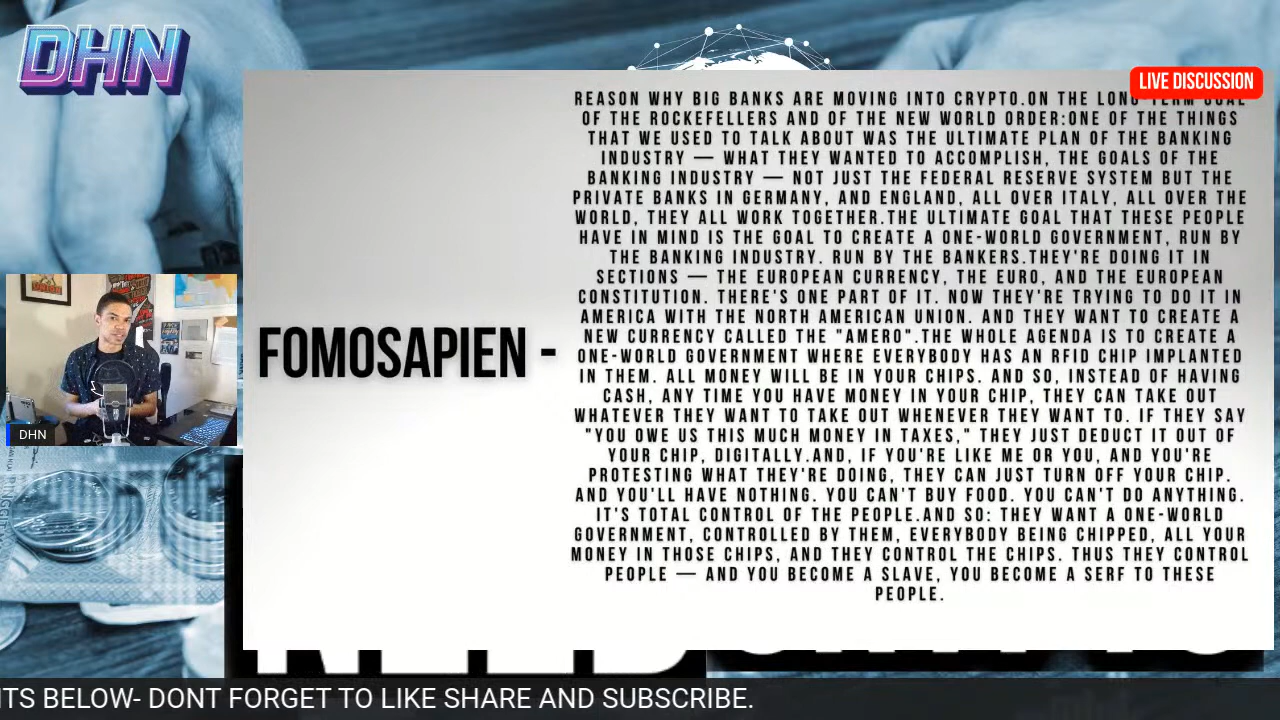 DHN
LIVE DISCUSSION
REASON WHY BIG BANKS ARE MOVING INTO CRYPTO.ON THE LONG-TERM GOAL
OF THE ROCKEFELLERS AND OF THE NEW WORLD ORDER:ONE OF THE THINGS
THAT WE USED TO TALK ABOUT WAS THE ULTIMATE PLAN OF THE BANKING
INDUSTRY — WHAT THEY WANTED TO ACCOMPLISH, THE GOALS OF THE
BANKING INDUSTRY — NOT JUST THE FEDERAL RESERVE SYSTEM BUT THE
PRIVATE BANKS IN GERMANY, AND ENGLAND, ALL OVER ITALY, ALL OVER THE
WORLD, THEY ALL WORK TOGETHER.THE ULTIMATE GOAL THAT THESE PEOPLE
HAVE IN MIND IS THE GOAL TO CREATE A ONE-WORLD GOVERNMENT, RUN BY
THE BANKING INDUSTRY. RUN BY THE BANKERS.THEY'RE DOING IT IN
SECTIONS — THE EUROPEAN CURRENCY, THE EURO, AND THE EUROPEAN
CONSTITUTION. THERE'S ONE PART OF IT. NOW THEY'RE TRYING TO DO IT IN
AMERICA WITH THE NORTH AMERICAN UNION. AND THEY WANT TO CREATE A
NEW CURRENCY CALLED THE "AMERO".THE WHOLE AGENDA IS TO CREATE A
ONE-WORLD GOVERNMENT WHERE EVERYBODY HAS AN RFID CHIP IMPLANTED
IN THEM. ALL MONEY WILL BE IN YOUR CHIPS. AND SO, INSTEAD OF HAVING
CASH, ANY TIME YOU HAVE MONEY IN YOUR CHIP, THEY CAN TAKE OUT
WHATEVER THEY WANT TO TAKE OUT WHENEVER THEY WANT TO. IF THEY SAY
"YOU OWE US THIS MUCH MONEY IN TAXES," THEY JUST DEDUCT IT OUT OF
YOUR CHIP, DIGITALLY.AND, IF YOU'RE LIKE ME OR YOU, AND YOU'RE
PROTESTING WHAT THEY'RE DOING, THEY CAN JUST TURN OFF YOUR CHIP.
AND YOU'LL HAVE NOTHING. YOU CAN'T BUY FOOD. YOU CAN'T DO ANYTHING.
IT'S TOTAL CONTROL OF THE PEOPLE.AND SO: THEY WANT A ONE-WORLD
GOVERNMENT, CONTROLLED BY THEM, EVERYBODY BEING CHIPPED, ALL YOUR
MONEY IN THOSE CHIPS, AND THEY CONTROL THE CHIPS. THUS THEY CONTROL
PEOPLE — AND YOU BECOME A SLAVE, YOU BECOME A SERF TO THESE
PEOPLE.
FOMOSAPIEN -
DHN
ITS BELOW- DONT FORGET TO LIKE SHARE AND SUBSCRIBE.